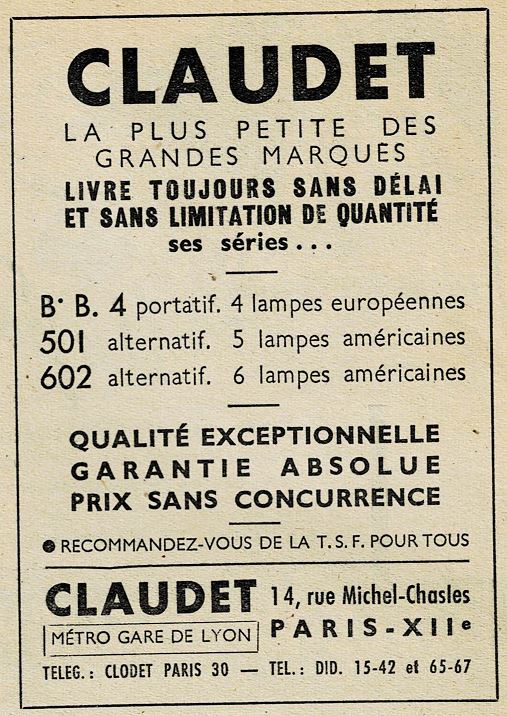 CLAUDET
LA PLUS PETITE DES
GRANDES MARQUES
LIVRE TOUJOURS SANS DÉLAI
ET SANS LIMITATION DE QUANTITÉ
ses séries...
B. B. 4 portatif. 4 lampes européennes
501 alternatif. 5 lampes américaines
602 alternatif. 6 lampes américaines
QUALITÉ EXCEPTIONNELLE
GARANTIE ABSOLUE
PRIX SANS CONCURRENCE
● RECOMMANDEZ-VOUS DE LA T.S.F. POUR TOUS
CLAUDET 14, rue Michel-Chasles
MÉTRO GARE DE LYON PARIS-XIIe
TELEG.: CLODET PARIS 30 — TEL.: DID. 15-42 et 65-67